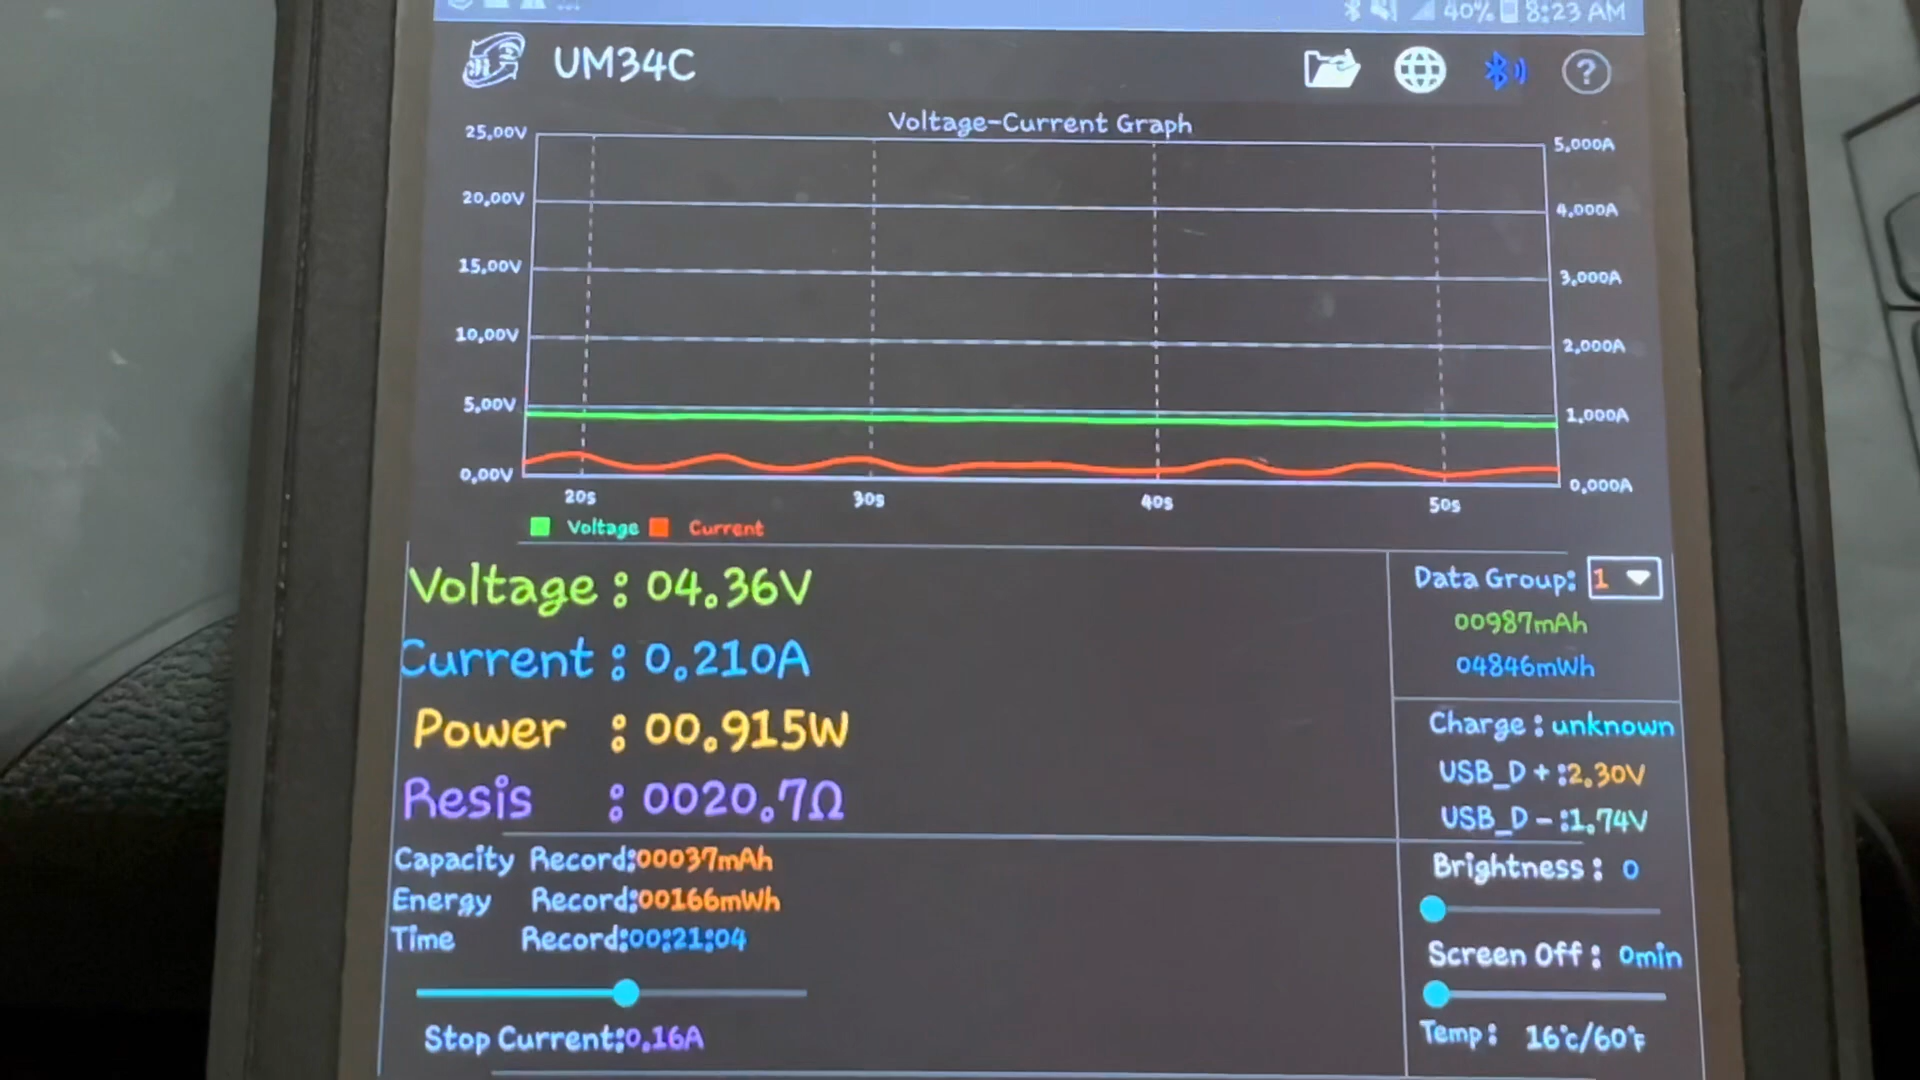 40% 8:23 AM
UM34C
?
Voltage-Current Graph
25,00V
20,00V
15,00V
10,00V
5,00V
0,00V
5,000A
4,000A
3,000A
2,000A
1,000A
0,000A
20s 30s 40s 50s
Voltage Current
Voltage : 04.36V
Current : 0.210A
Power : 00.915W
Resis : 0020.7Ω
Data Group: 1
00987mAh
04846mWh
Charge : unknown
USB_D + :2.30V
USB_D - :1.74V
Capacity Record:00037mAh
Energy Record:00166mWh
Time Record:00:21:04
Stop Current:0.16A
Brightness : 0
Screen Off : 0min
Temp : 16°c/60°F